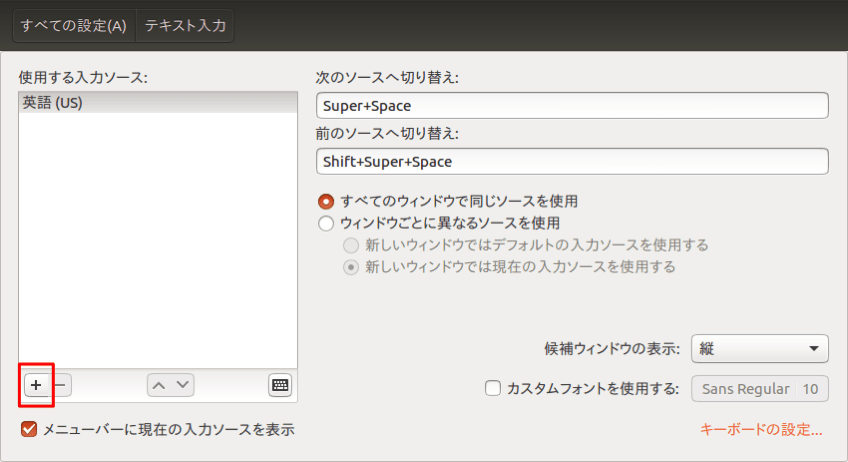 すべての設定(A) テキスト入力
使用する入力ソース:
英語 (US)
次のソースへ切り替え:
Super+Space
前のソースへ切り替え:
Shift+Super+Space
すべてのウィンドウで同じソースを使用
ウィンドウごとに異なるソースを使用
新しいウィンドウではデフォルトの入力ソースを使用する
新しいウィンドウでは現在の入力ソースを使用する
候補ウィンドウの表示: 縦
カスタムフォントを使用する: Sans Regular 10
メニューバーに現在の入力ソースを表示
キーボードの設定...